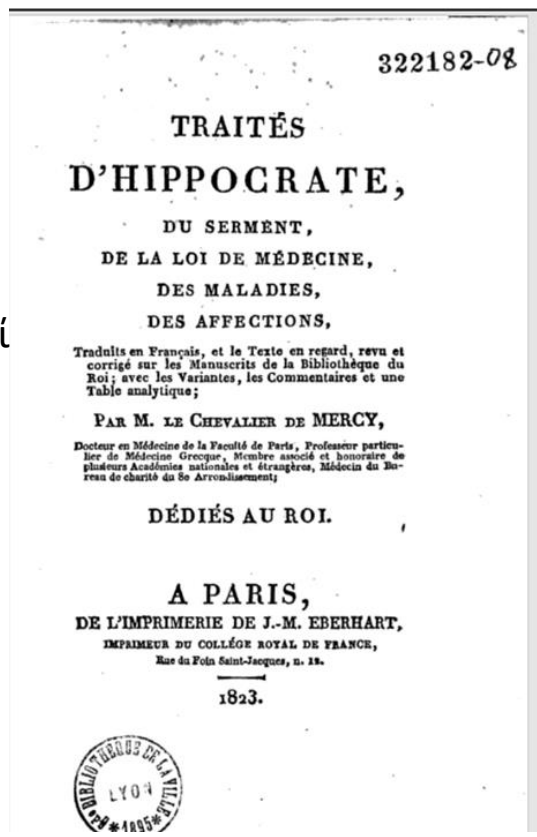 322182-08
TRAITÉS
D'HIPPOCRATE,
DU SERMENT,
DE LA LOI DE MÉDECINE,
DES MALADIES,
DES AFFECTIONS,
í
Traduits en Français, et le Texte en regard, revu et
corrigé sur les Manuscrits de la Bibliothèque du
Roi; avec les Variantes, les Commentaires et une
Table analytique;
PAR M. LE CHEVALIER DE MERCY,
Docteur en Médecine de la Faculté de Paris, Professeur particu-
lier de Médecine Grecque, Membre associé et honoraire de
plusieurs Académies nationales et étrangères, Médecin du Bu-
reau de charité du 8e Arrondissement;
DÉDIÉS AU ROI.
A PARIS,
DE L'IMPRIMERIE DE J.-M. EBERHART,
IMPRIMEUR DU COLLÉGE ROYAL DE FRANCE,
Rue du Foin Saint-Jacques, n. 12.
1823.
BIBLIOTHEQUE DE LA VILLE
LYON
*1895*